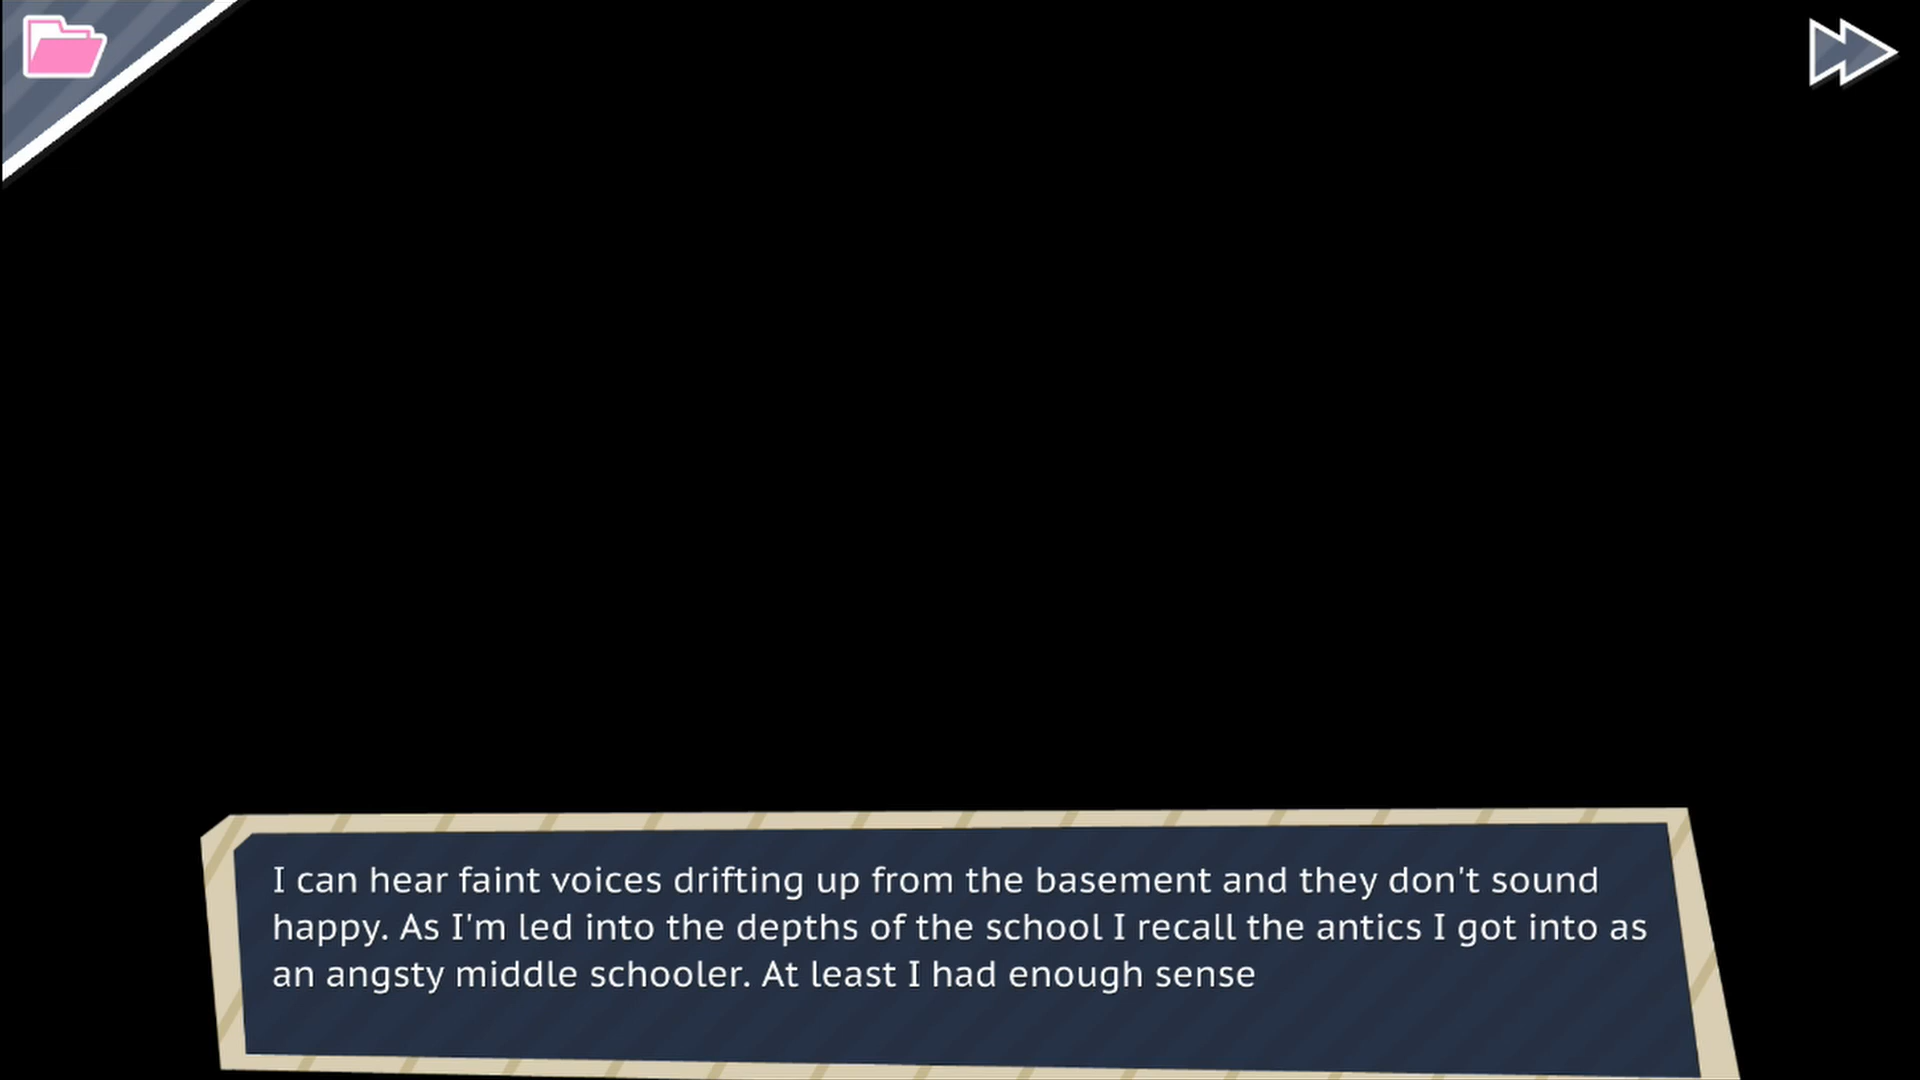 I can hear faint voices drifting up from the basement and they don't sound
happy. As I'm led into the depths of the school I recall the antics I got into as
an angsty middle schooler. At least I had enough sense